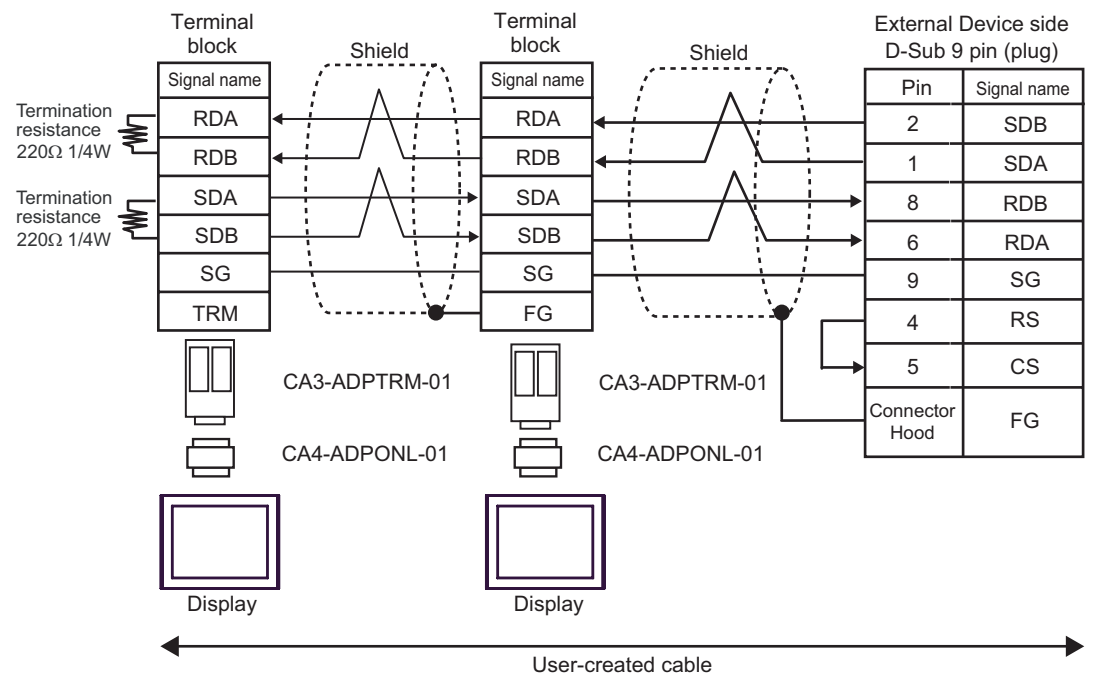 Terminal
block
Shield
Terminal
block
Shield
External Device side
D-Sub 9 pin (plug)
Signal name
Signal name
Pin
Signal name
Termination
resistance
220Ω 1/4W
RDA
RDA
2
SDB
RDB
RDB
1
SDA
Termination
resistance
220Ω 1/4W
SDA
SDA
8
RDB
SDB
SDB
6
RDA
SG
SG
9
SG
TRM
FG
4
RS
5
CS
Connector
Hood
FG
CA3-ADPTRM-01
CA3-ADPTRM-01
CA4-ADPONL-01
CA4-ADPONL-01
Display
Display
User-created cable